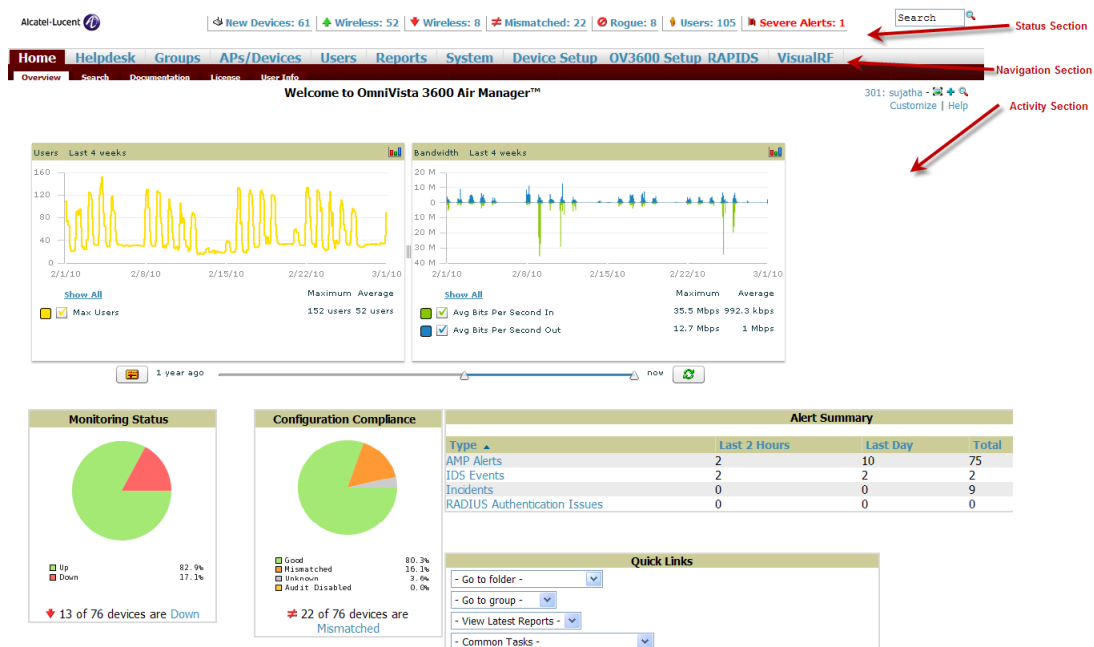 Alcatel-Lucent
New Devices: 61 Wireless: 52 Wireless: 8 Mismatched: 22 Rogue: 8 Users: 105 Severe Alerts: 1
Search
Status Section
Home Helpdesk Groups APs/Devices Users Reports System Device Setup OV3600 Setup RAPIDS VisualRF
Navigation Section
Overview Search Documentation License User Info
Welcome to OmniVista 3600 Air Manager™
301: sujatha -
Customize | Help
Activity Section
Users Last 4 weeks
160
120
80
40
0
2/1/10 2/8/10 2/15/10 2/22/10 3/1/10
Show All
Maximum Average
Max Users 152 users 52 users
Bandwidth Last 4 weeks
20 M
10 M
0
10 M
20 M
30 M
40 M
2/1/10 2/8/10 2/15/10 2/22/10 3/1/10
Show All
Maximum Average
Avg Bits Per Second In 35.5 Mbps 992.3 kbps
Avg Bits Per Second Out 12.7 Mbps 1 Mbps
1 year ago
now
Monitoring Status
Up 82.9%
Down 17.1%
13 of 76 devices are Down
Configuration Compliance
Good 80.3%
Mismatched 16.1%
Unknown 3.6%
Audit Disabled 0.0%
22 of 76 devices are
Mismatched
Alert Summary
Type Last 2 Hours Last Day Total
AMP Alerts 2 10 75
IDS Events 2 2 2
Incidents 0 0 9
RADIUS Authentication Issues 0 0 0
Quick Links
- Go to folder -
- Go to group -
- View Latest Reports -
- Common Tasks -